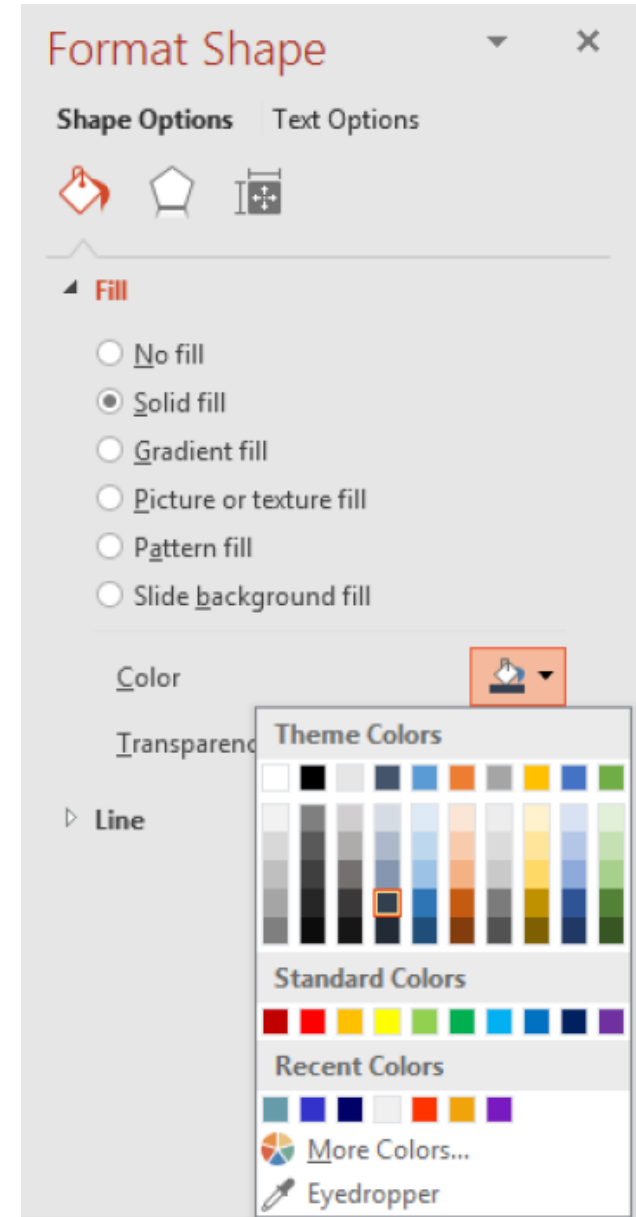 Format Shape
Shape Options Text Options
Fill
No fill
Solid fill
Gradient fill
Picture or texture fill
Pattern fill
Slide background fill
Color
Transparenc
Theme Colors
Line
Standard Colors
Recent Colors
More Colors...
Eyedropper